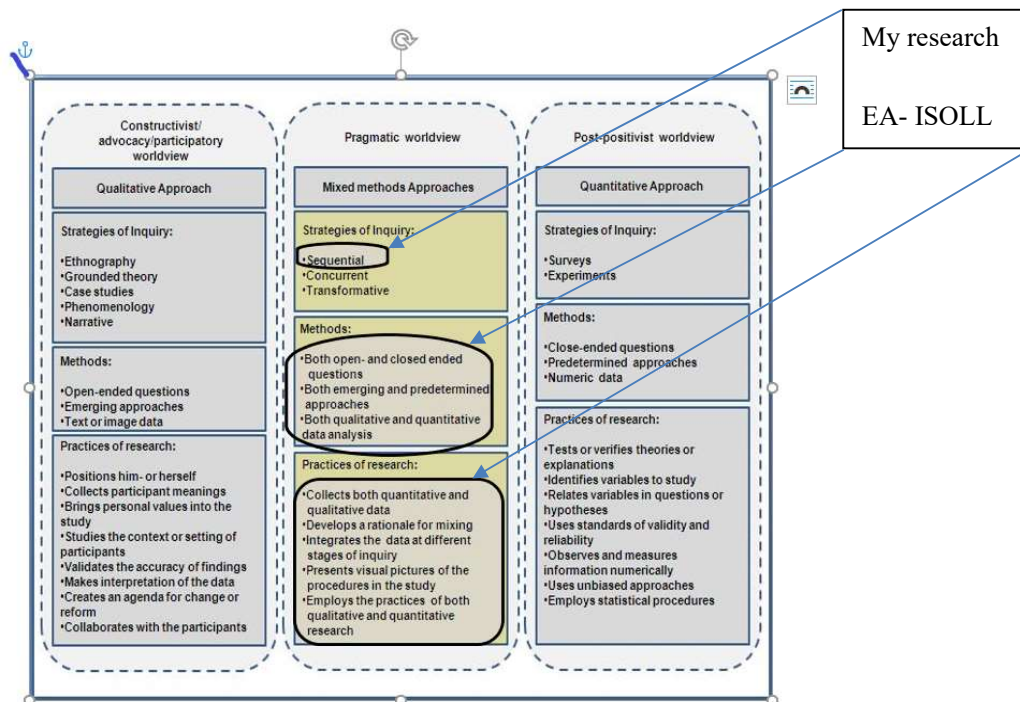 My research
EA- ISOLL
Constructivist/
advocacy/participatory
worldview
Qualitative Approach
Strategies of Inquiry:
•Ethnography
•Grounded theory
•Case studies
•Phenomenology
•Narrative
Methods:
•Open-ended questions
•Emerging approaches
•Text or image data
Practices of research:
•Positions him- or herself
•Collects participant meanings
•Brings personal values into the
study
•Studies the context or setting of
participants
•Validates the accuracy of findings
•Makes interpretation of the data
•Creates an agenda for change or
reform
•Collaborates with the participants
Pragmatic worldview
Mixed methods Approaches
Strategies of Inquiry:
•Sequential
•Concurrent
•Transformative
Methods:
•Both open- and closed ended
questions
•Both emerging and predetermined
approaches
•Both qualitative and quantitative
data analysis
Practices of research:
•Collects both quantitative and
qualitative data
•Develops a rationale for mixing
•Integrates the data at different
stages of inquiry
•Presents visual pictures of the
procedures in the study
•Employs the practices of both
qualitative and quantitative
research
Post-positivist worldview
Quantitative Approach
Strategies of Inquiry:
•Surveys
•Experiments
Methods:
•Close-ended questions
•Predetermined approaches
•Numeric data
Practices of research:
•Tests or verifies theories or
explanations
•Identifies variables to study
•Relates variables in questions or
hypotheses
•Uses standards of validity and
reliability
•Observes and measures
information numerically
•Uses unbiased approaches
•Employs statistical procedures